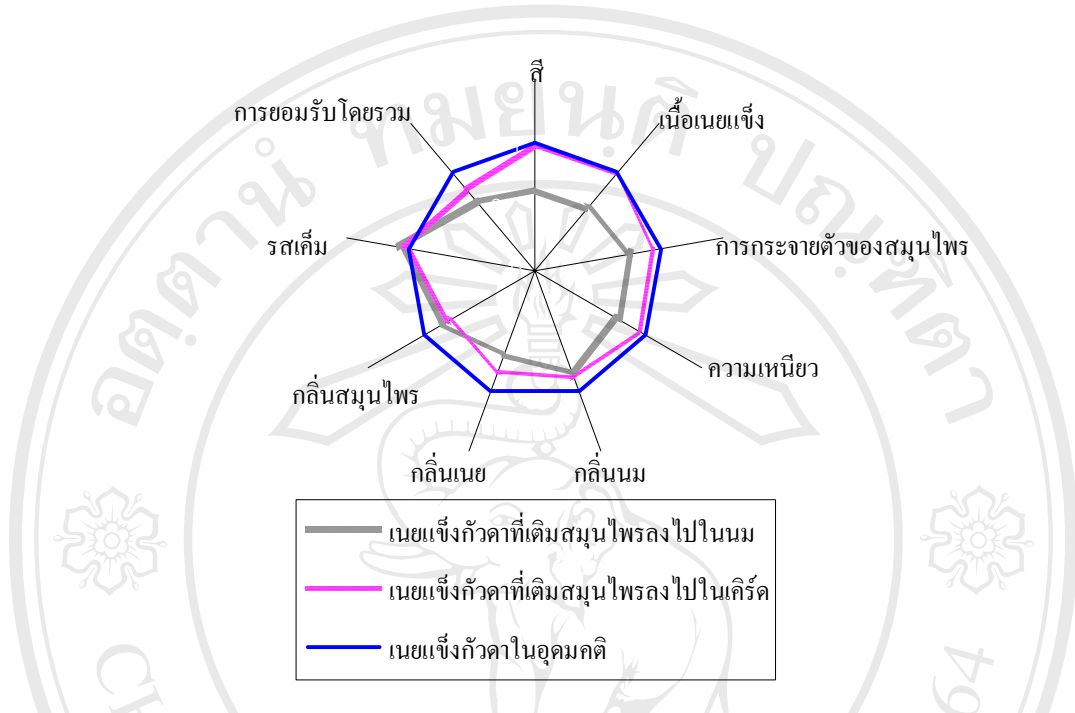 สี
การยอมรับโดยรวม
เนื้อเนยแข็ง
รสเค็ม
การกระจายตัวของสมุนไพร
กลิ่นสมุนไพร
ความเหนียว
กลิ่นเนย
กลิ่นนม
เนยแข็งกัวดาที่เติมสมุนไพรลงไปในนม
เนยแข็งกัวดาที่เติมสมุนไพรลงไปในเคิร์ด
เนยแข็งกัวดาในอุดมคติ
64